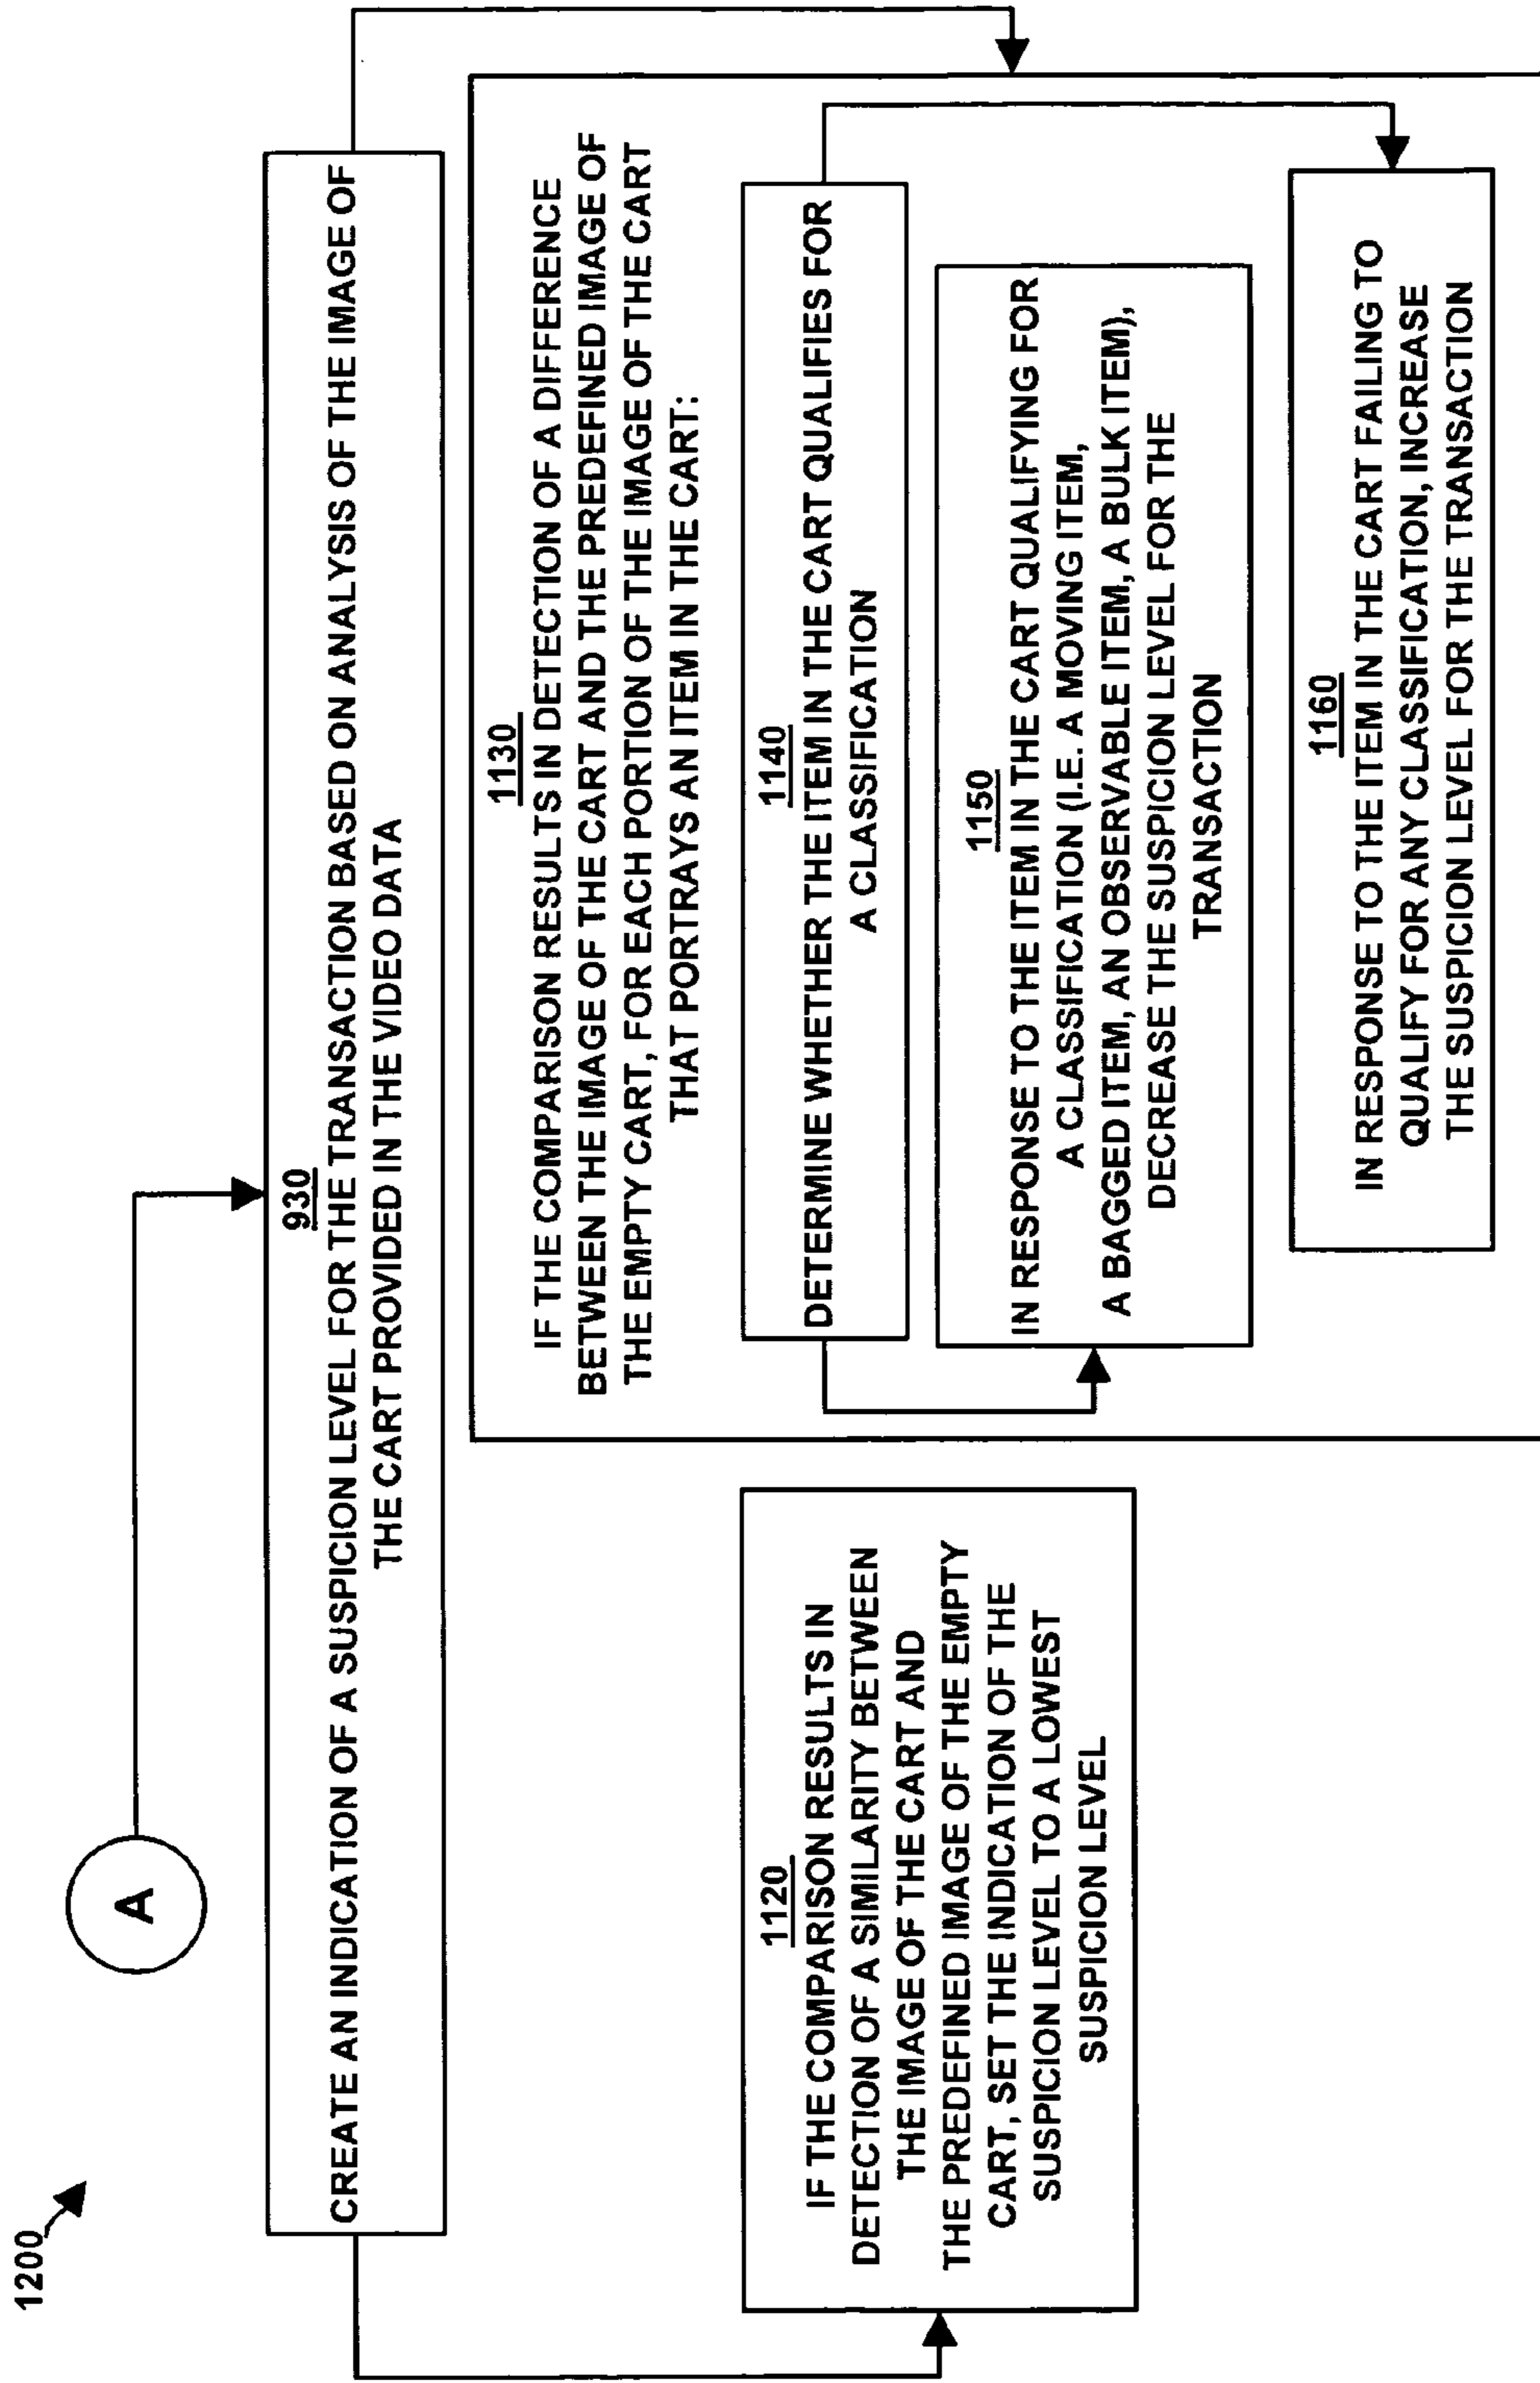 1200
A
930
CREATE AN INDICATION OF A SUSPICION LEVEL FOR THE TRANSACTION BASED ON ANALYSIS OF THE IMAGE OF
THE CART PROVIDED IN THE VIDEO DATA
1120
IF THE COMPARISON RESULTS IN
DETECTION OF A SIMILARITY BETWEEN
THE IMAGE OF THE CART AND
THE PREDEFINED IMAGE OF THE EMPTY
CART, SET THE INDICATION OF THE
SUSPICION LEVEL TO A LOWEST
SUSPICION LEVEL
1130
IF THE COMPARISON RESULTS IN DETECTION OF A DIFFERENCE
BETWEEN THE IMAGE OF THE CART AND THE PREDEFINED IMAGE OF
THE EMPTY CART, FOR EACH PORTION OF THE IMAGE OF THE CART
THAT PORTRAYS AN ITEM IN THE CART:
1140
DETERMINE WHETHER THE ITEM IN THE CART QUALIFIES FOR
A CLASSIFICATION
1150
IN RESPONSE TO THE ITEM IN THE CART QUALIFYING FOR
A CLASSIFICATION (I.E. A MOVING ITEM,
A BAGGED ITEM, AN OBSERVABLE ITEM, A BULK ITEM),
DECREASE THE SUSPICION LEVEL FOR THE
TRANSACTION
1160
IN RESPONSE TO THE ITEM IN THE CART FAILING TO
QUALIFY FOR ANY CLASSIFICATION, INCREASE
THE SUSPICION LEVEL FOR THE TRANSACTION